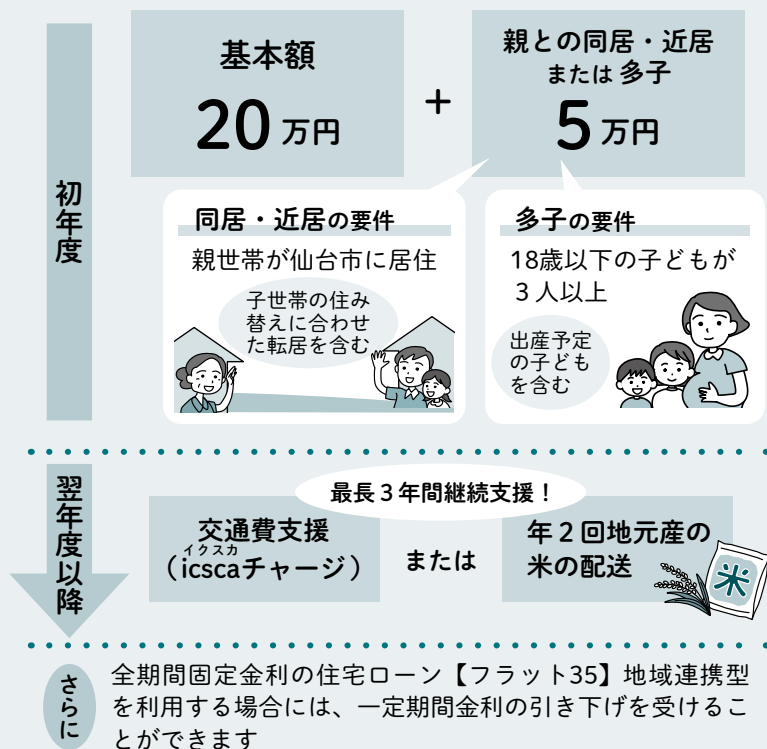 初年度
基本額
20万円
+
親との同居・近居
または 多子
5万円
同居・近居の要件
親世帯が仙台市に居住
子世帯の住み
替えに合わせ
た転居を含む
多子の要件
18歳以下の子どもが
３人以上
出産予定
の子ども
を含む
翌年度以降
最長３年間継続支援！
交通費支援
イクスカ
（icscaチャージ）
または
年２回地元産の
米の配送
米
さらに
全期間固定金利の住宅ローン【フラット35】地域連携型
を利用する場合には、一定期間金利の引き下げを受けるこ
とができます